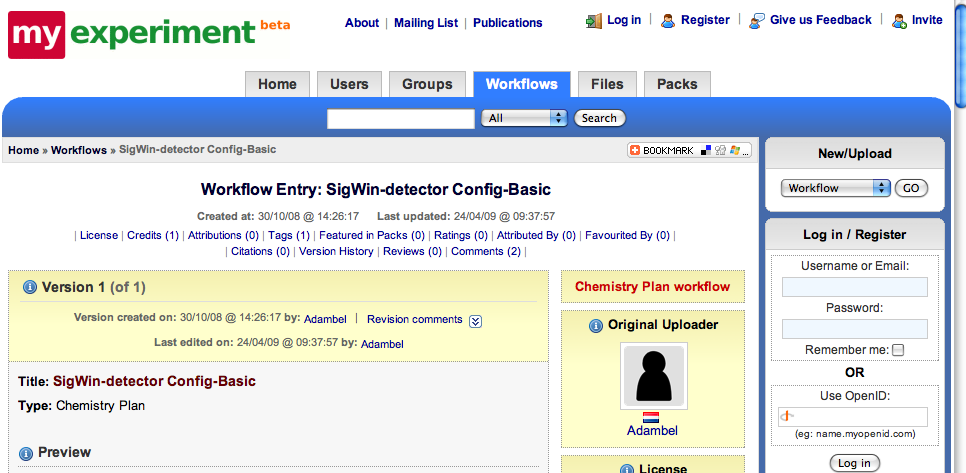 my experiment beta
About | Mailing List | Publications
Log in | Register | Give us Feedback | Invite
Home Users Groups Workflows Files Packs
All Search
Home » Workflows » SigWin-detector Config-Basic
BOOKMARK ...
Workflow Entry: SigWin-detector Config-Basic
Created at: 30/10/08 @ 14:26:17 Last updated: 24/04/09 @ 09:37:57
| License | Credits (1) | Attributions (0) | Tags (1) | Featured in Packs (0) | Ratings (0) | Attributed By (0) | Favourited By (0) |
| Citations (0) | Version History | Reviews (0) | Comments (2) |
Version 1 (of 1)
Version created on: 30/10/08 @ 14:26:17 by: Adambel | Revision comments
Last edited on: 24/04/09 @ 09:37:57 by: Adambel
Title: SigWin-detector Config-Basic
Type: Chemistry Plan
Preview
Chemistry Plan workflow
Original Uploader
Adambel
License
New/Upload
Workflow GO
Log in / Register
Username or Email:
Password:
Remember me:
OR
Use OpenID:
(eg: name.myopenid.com)
Log in